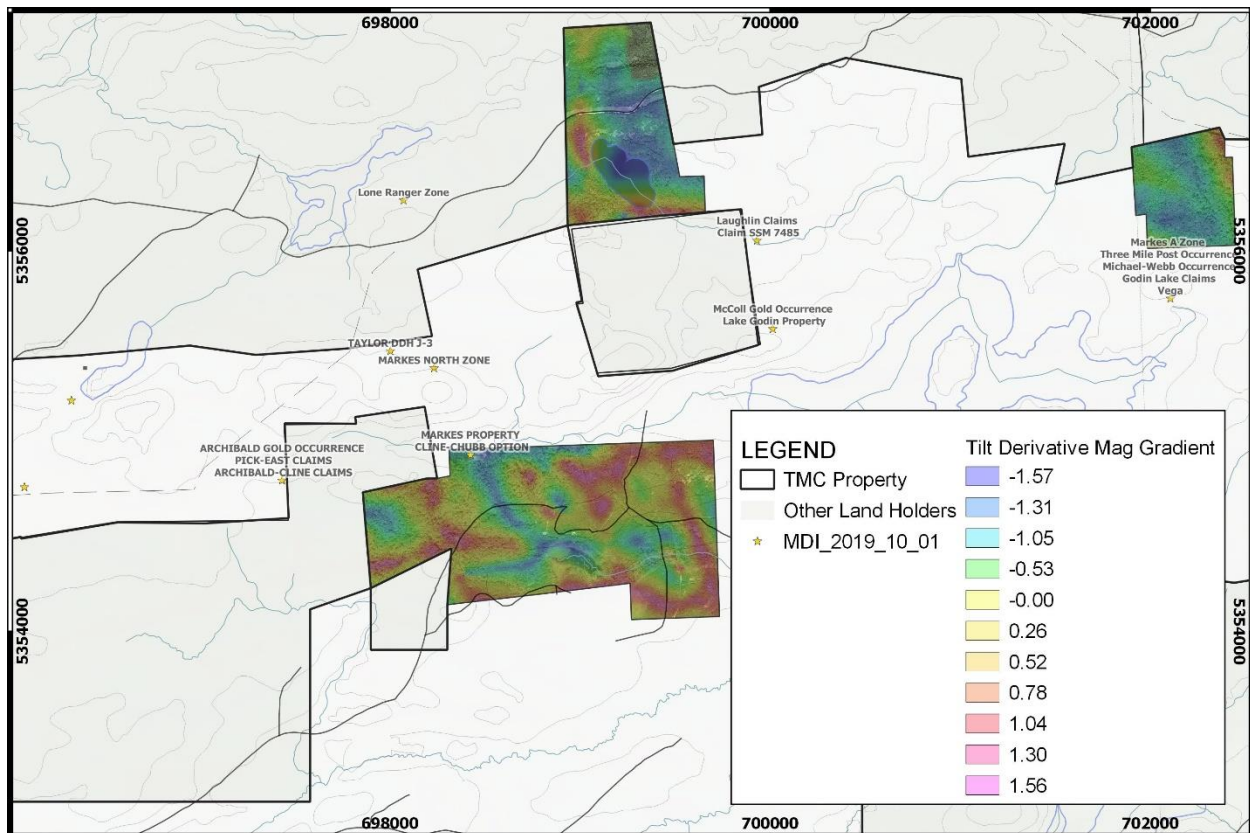 698000
700000
702000
5356000
5356000
Lone Ranger Zone
Laughlin Claims
Claim SSM 7485
Markes A Zone
Three Mile Post Occurrence
Michael-Webb Occurrence
Godin Lake Claims
Vega
McColl Gold Occurrence
Lake Godin Property
TAYLOR DDH J-3
MARKES NORTH ZONE
MARKES PROPERTY
CLINE-CHUBB OPTION
ARCHIBALD GOLD OCCURRENCE
PICK-EAST CLAIMS
ARCHIBALD-CLINE CLAIMS
LEGEND
TMC Property
Other Land Holders
MDI_2019_10_01
Tilt Derivative Mag Gradient
-1.57
-1.31
-1.05
-0.53
-0.00
0.26
0.52
0.78
1.04
1.30
1.56
5354000
5354000
698000
700000
702000